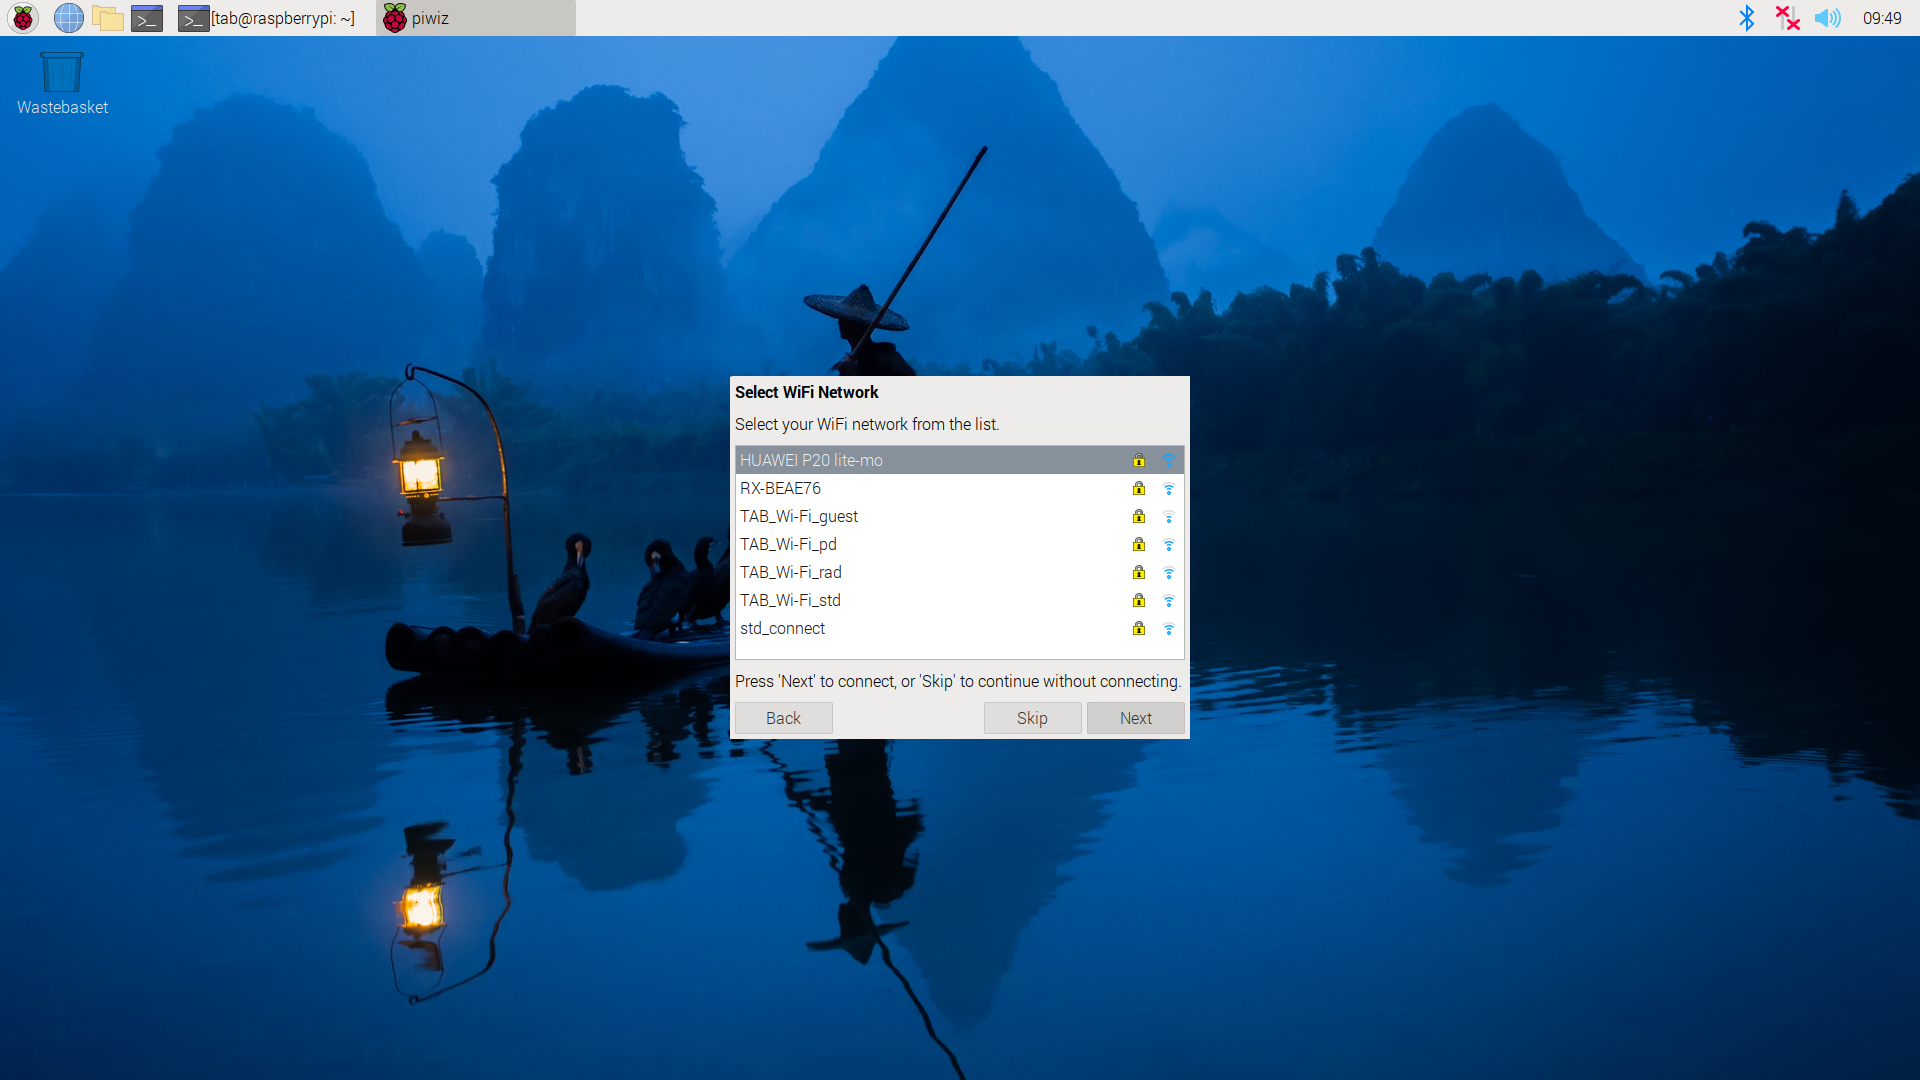 [tab@raspberrypi: ~]
piwiz
09:49
Wastebasket
Select WiFi Network
Select your WiFi network from the list.
HUAWEI P20 lite-mo
RX-BEAE76
TAB_Wi-Fi_guest
TAB_Wi-Fi_pd
TAB_Wi-Fi_rad
TAB_Wi-Fi_std
std_connect
Press 'Next' to connect, or 'Skip' to continue without connecting.
Back
Skip
Next